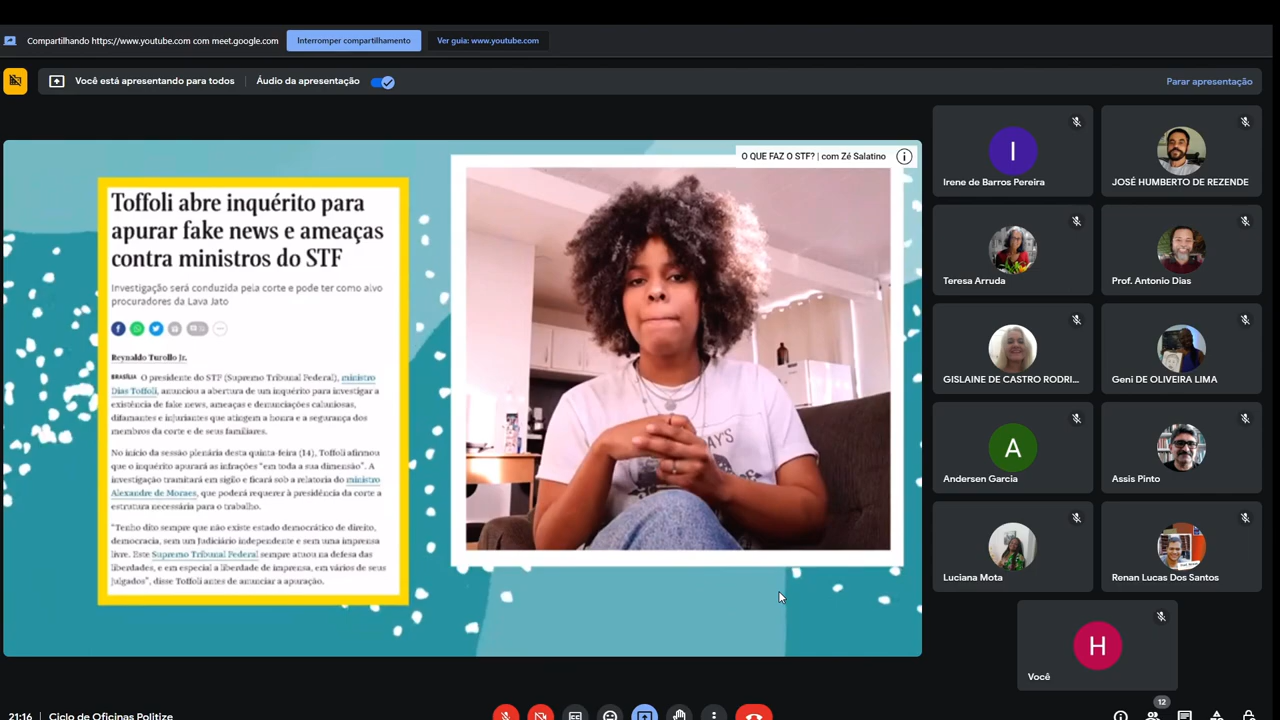 Compartilhando https://www.youtube.com com meet.google.com
Interromper compartilhamento
Ver guia: www.youtube.com
Você está apresentando para todos
Áudio da apresentação
Parar apresentação
O QUE FAZ O STF? | com Zé Salatino
Toffoli abre inquérito para
apurar fake news e ameaças
contra ministros do STF
Investigação será conduzida pela corte e pode ter como alvo
procuradores da Lava Jato
Reynaldo Turollo Jr.
BRASÍLIA O presidente do STF (Supremo Tribunal Federal), ministro
Dias Toffoli, anunciou a abertura de um inquérito para investigar a
existência de fake news, ameaças e denunciações caluniosas,
difamantes e injuriantes que atingem a honra e a segurança dos
membros da corte e de seus familiares.
No início da sessão plenária desta quinta-feira (14), Toffoli afirmou
que o inquérito apurará as infrações "em toda a sua dimensão". A
investigação tramitará em sigilo e ficará sob a relatoria do ministro
Alexandre de Moraes, que poderá requerer à presidência da corte a
estrutura necessária para o trabalho.
"Tenho dito sempre que não existe estado democrático de direito,
democracia, sem um Judiciário independente e sem uma imprensa
livre. Este Supremo Tribunal Federal sempre atuou na defesa das
liberdades, e em especial a liberdade de imprensa, em vários de seus
julgados", disse Toffoli antes de anunciar a apuração.
I
Irene de Barros Pereira
JOSÉ HUMBERTO DE REZENDE
Teresa Arruda
Prof. Antonio Dias
GISLAINE DE CASTRO RODRI...
Geni DE OLIVEIRA LIMA
A
Andersen Garcia
Assis Pinto
Luciana Mota
Renan Lucas Dos Santos
H
Você
12
21:16 | Ciclo de Oficinas Politize